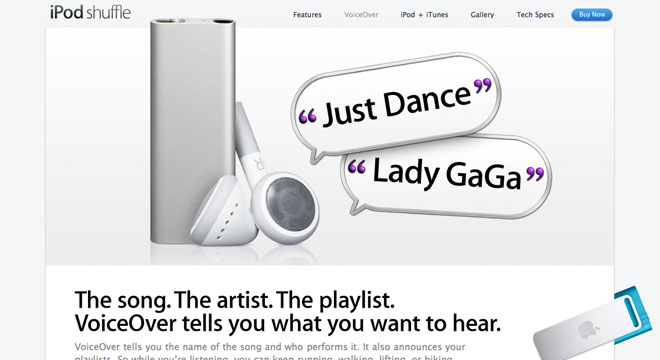 iPod shuffle
Features VoiceOver iPod + iTunes Gallery Tech Specs Buy Now
“ Just Dance ”
“ Lady GaGa ”
The song. The artist. The playlist.
VoiceOver tells you what you want to hear.
VoiceOver tells you the name of the song and who performs it. It also announces your
playlists. So while you're listening, you can keep running, walking, lifting, or hiking